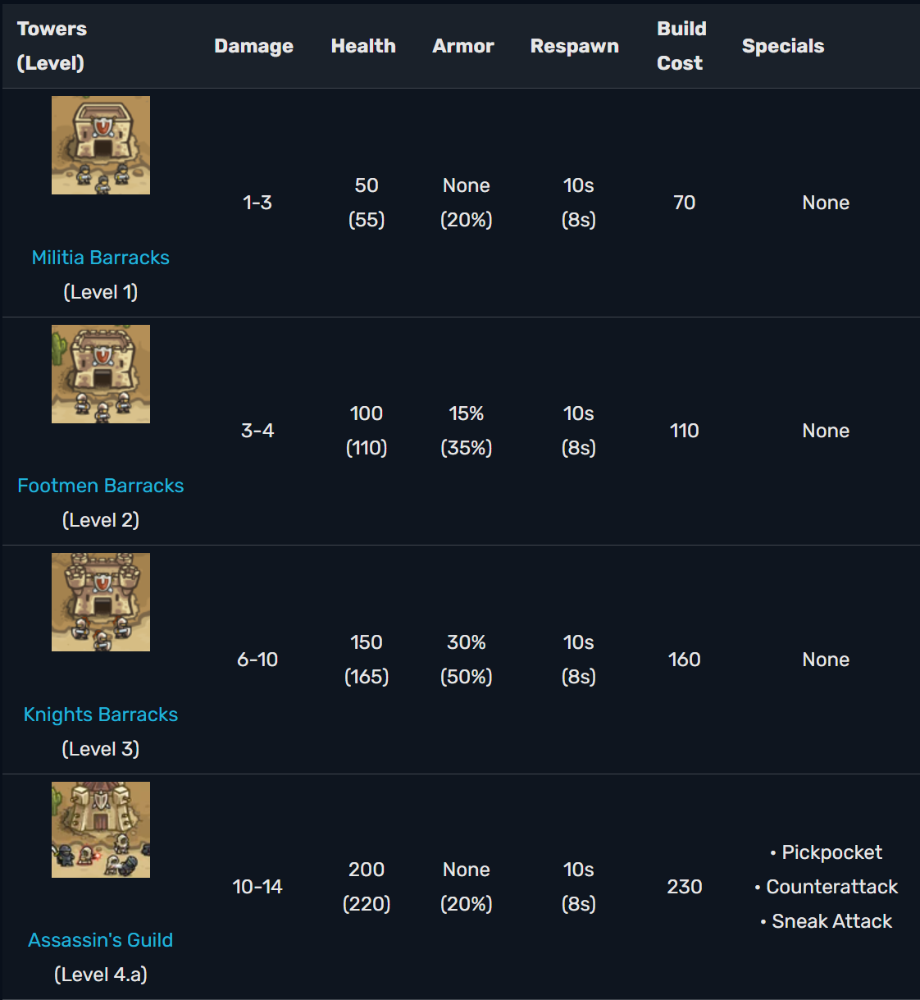 Towers (Level) Damage Health Armor Respawn Build Cost Specials
Militia Barracks (Level 1) 1-3 50 (55) None (20%) 10s (8s) 70 None
Footmen Barracks (Level 2) 3-4 100 (110) 15% (35%) 10s (8s) 110 None
Knights Barracks (Level 3) 6-10 150 (165) 30% (50%) 10s (8s) 160 None
Assassin's Guild (Level 4.a) 10-14 200 (220) None (20%) 10s (8s) 230 • Pickpocket
• Counterattack
• Sneak Attack